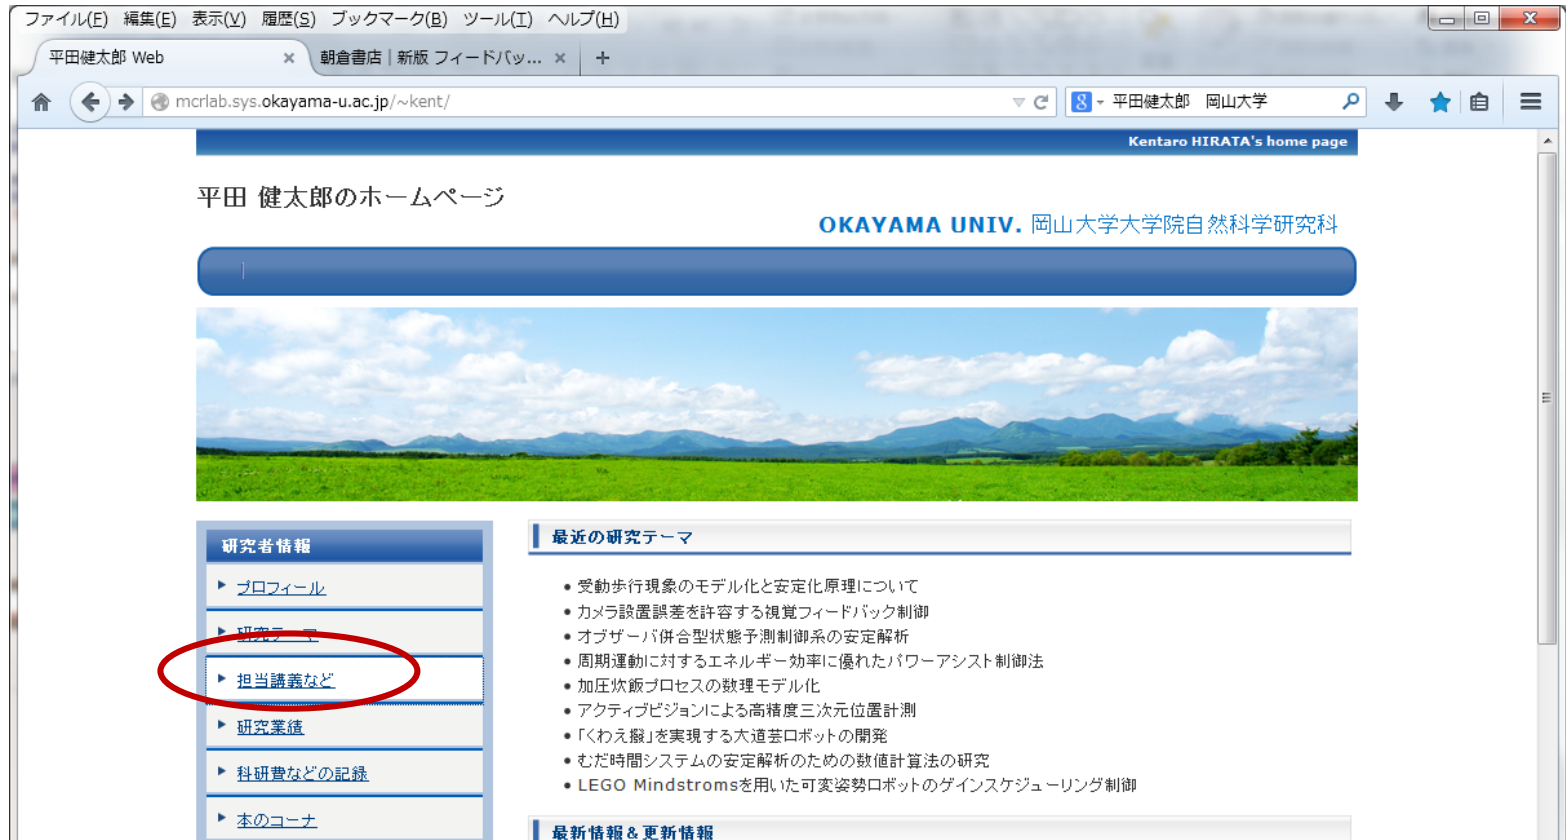 ファイル(F) 編集(E) 表示(V) 履歴(S) ブックマーク(B) ツール(T) ヘルプ(H)
平田健太郎 Web
朝倉書店｜新版 フィードバッ...
mcrlab.sys.okayama-u.ac.jp/~kent/
平田健太郎 岡山大学
Kentaro HIRATA's home page
平田 健太郎のホームページ
OKAYAMA UNIV. 岡山大学大学院自然科学研究科
研究者情報
プロフィール
研究テーマ
担当講義など
研究業績
科研費などの記録
本のコーナ
最近の研究テーマ
受動歩行現象のモデル化と安定化原理について
カメラ設置誤差を許容する視覚フィードバック制御
オブザーバ併合型状態予測制御系の安定解析
周期運動に対するエネルギー効率に優れたパワーアシスト制御法
加圧炊飯プロセスの数理モデル化
アクティブビジョンによる高精度三次元位置計測
「くわえ撥」を実現する大道芸ロボットの開発
むだ時間システムの安定解析のための数値計算法の研究
LEGO Mindstromsを用いた可変姿勢ロボットのゲインスケジューリング制御
最新情報＆更新情報